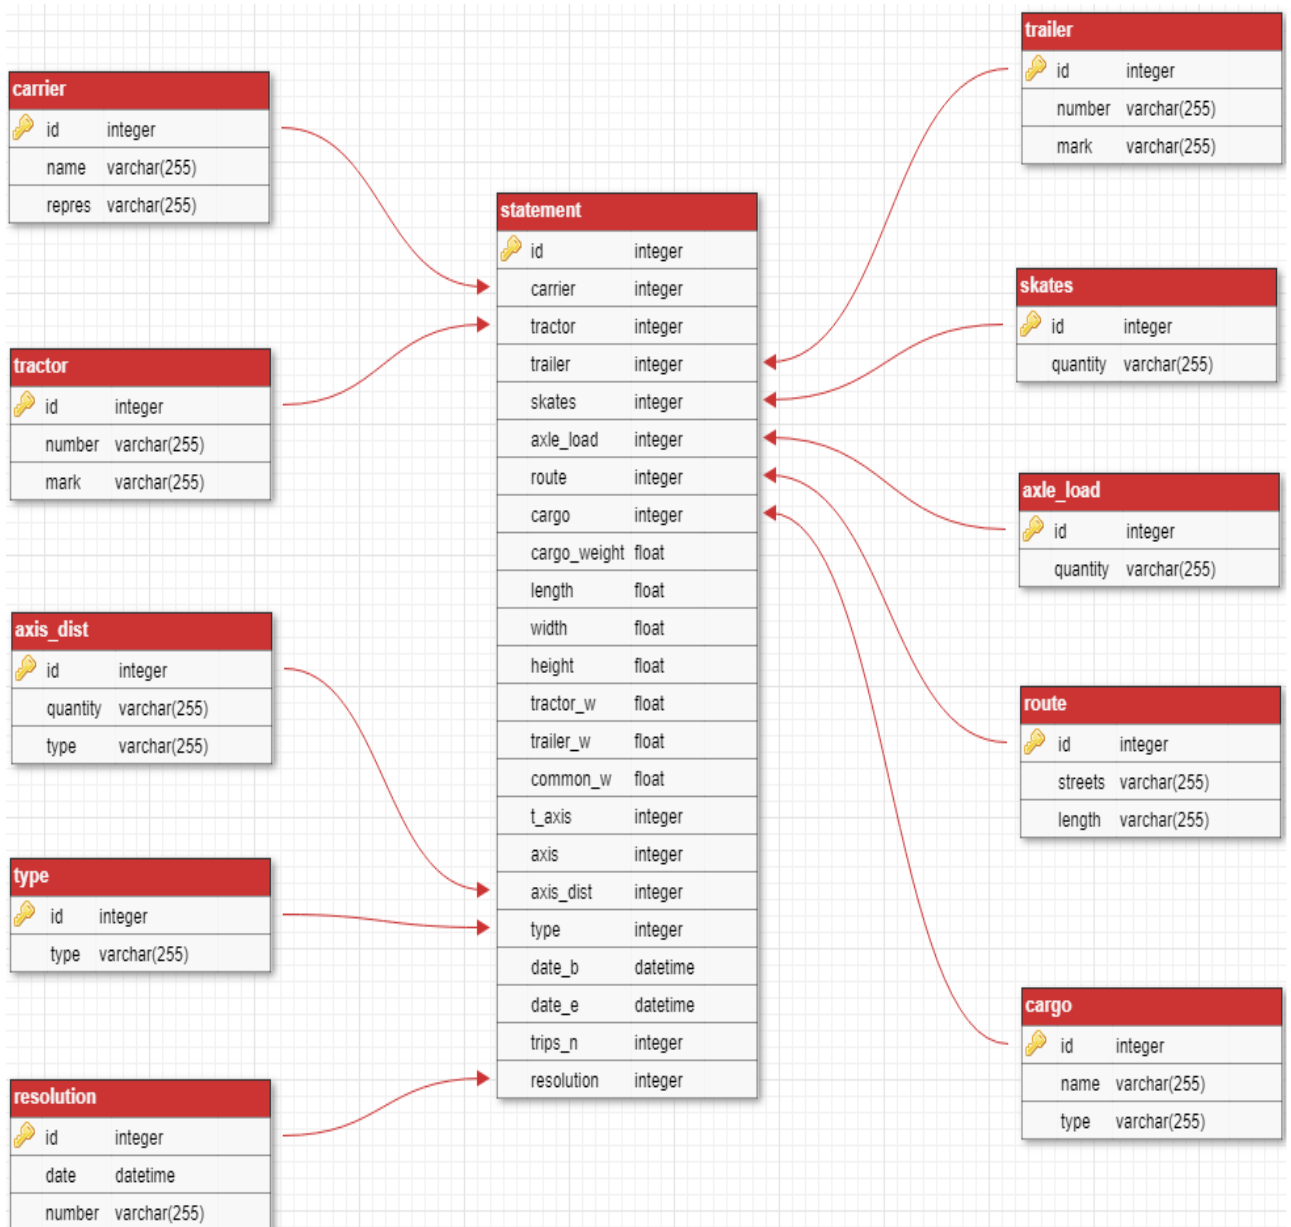 carrier
id integer
name varchar(255)
repres varchar(255)
tractor
id integer
number varchar(255)
mark varchar(255)
axis_dist
id integer
quantity varchar(255)
type varchar(255)
type
id integer
type varchar(255)
resolution
id integer
date datetime
number varchar(255)
statement
id integer
carrier integer
tractor integer
trailer integer
skates integer
axle_load integer
route integer
cargo integer
cargo_weight float
length float
width float
height float
tractor_w float
trailer_w float
common_w float
t_axis integer
axis integer
axis_dist integer
type integer
date_b datetime
date_e datetime
trips_n integer
resolution integer
trailer
id integer
number varchar(255)
mark varchar(255)
skates
id integer
quantity varchar(255)
axle_load
id integer
quantity varchar(255)
route
id integer
streets varchar(255)
length varchar(255)
cargo
id integer
name varchar(255)
type varchar(255)